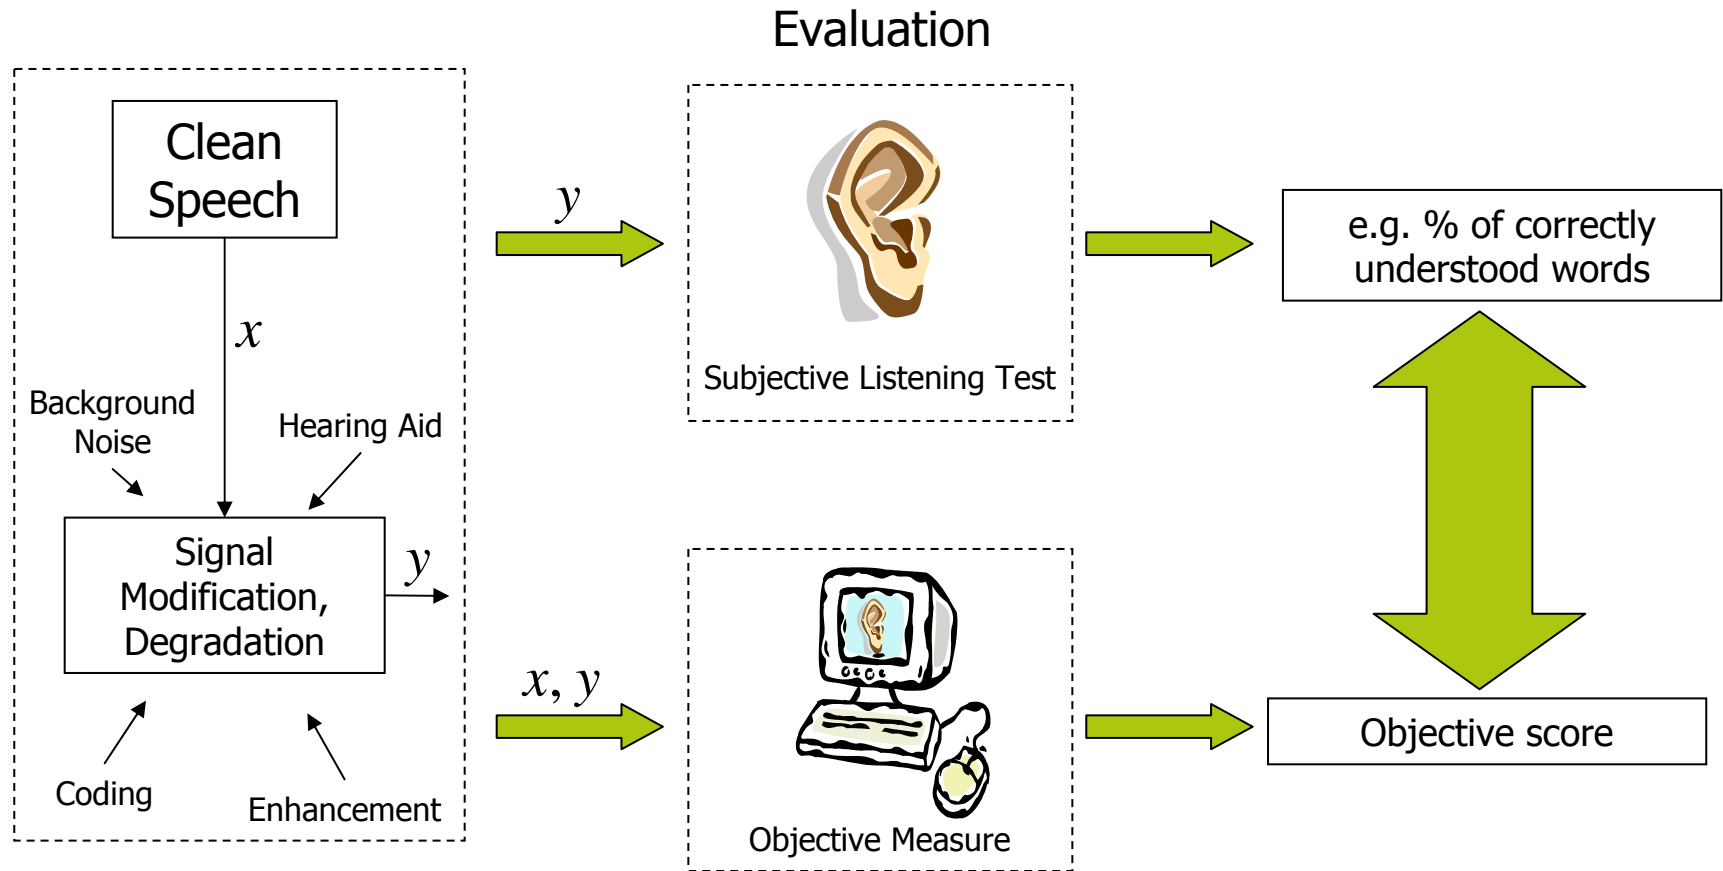 Evaluation
Clean
Speech
x
Background
Noise
Hearing Aid
Signal
Modification,
Degradation
y
Coding
Enhancement
y
Subjective Listening Test
e.g. % of correctly
understood words
x, y
Objective Measure
Objective score